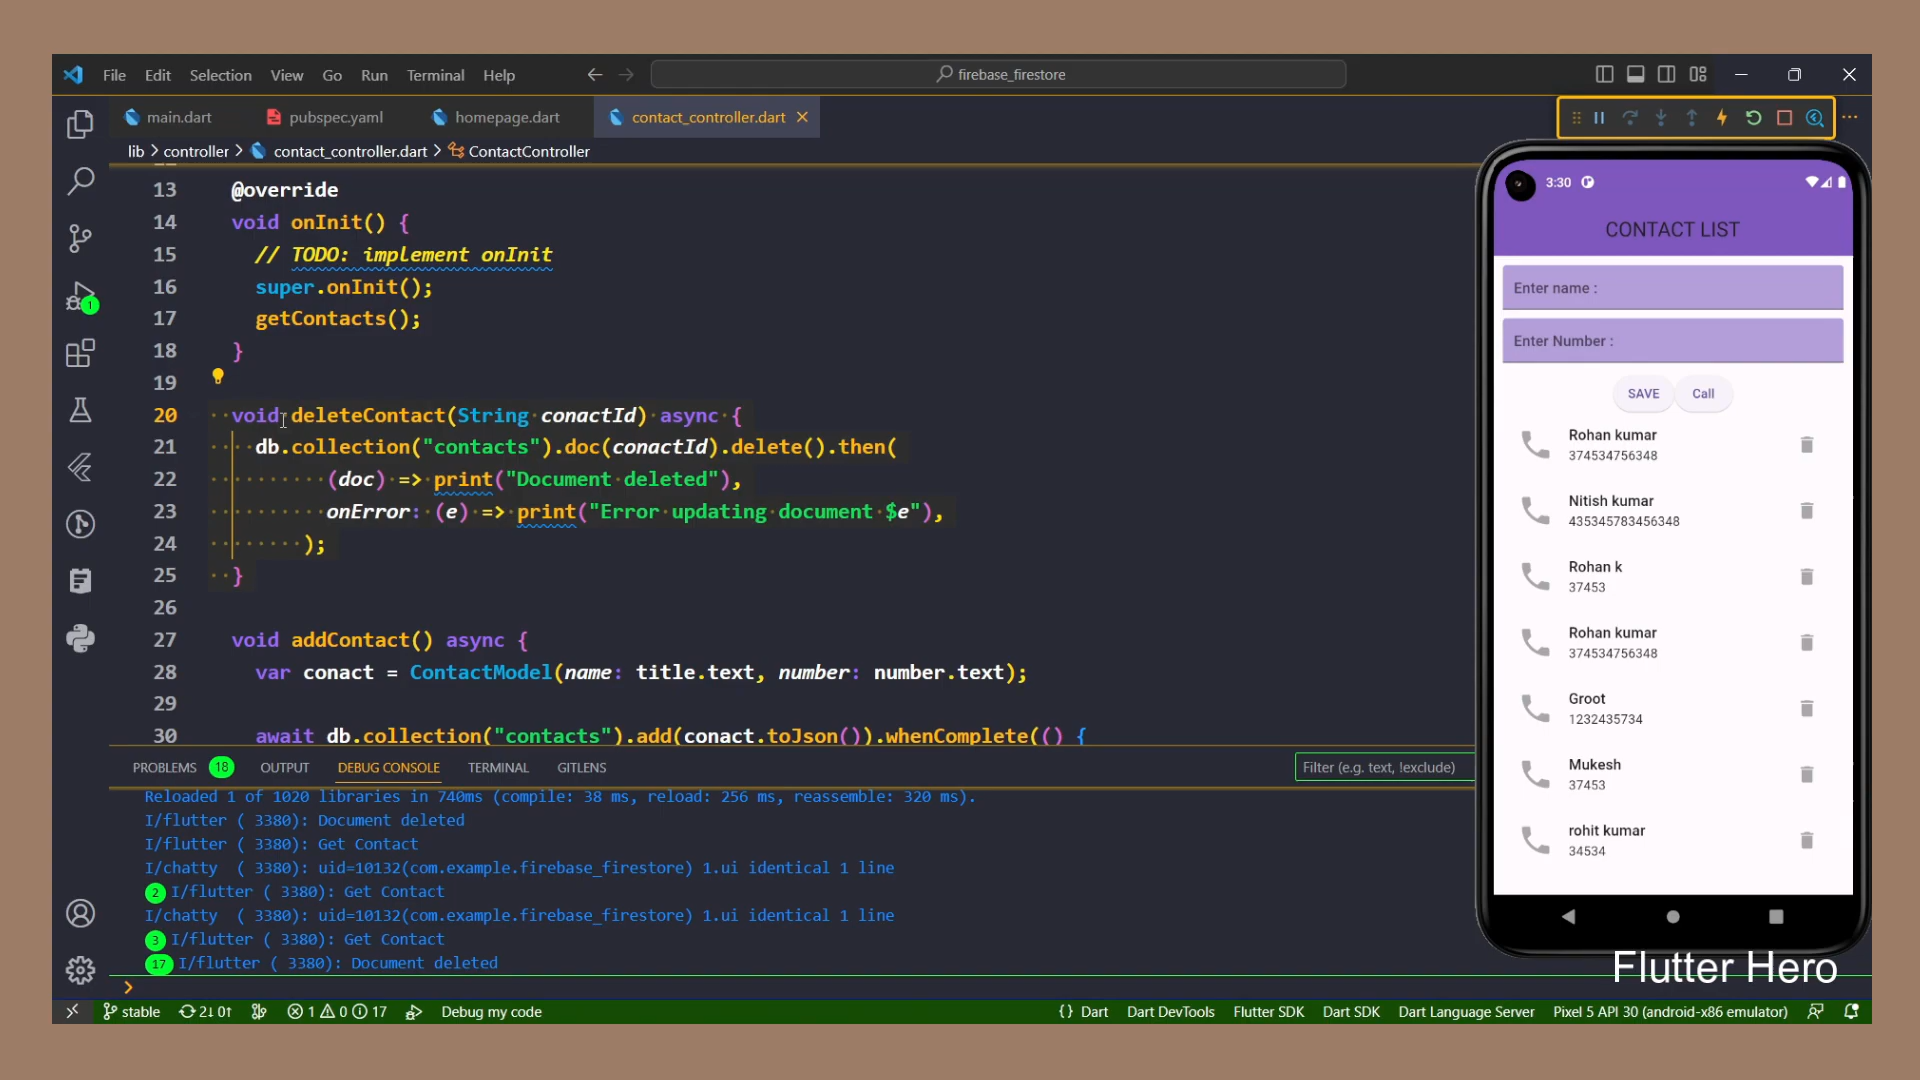 File Edit Selection View Go Run Terminal Help
firebase_firestore
main.dart pubspec.yaml homepage.dart contact_controller.dart
lib > controller > contact_controller.dart > ContactController
13 @override
14 void onInit() {
15 // TODO: implement onInit
16 super.onInit();
17 getContacts();
18 }
19
20 void deleteContact(String conactId) async {
21 db.collection("contacts").doc(conactId).delete().then(
22 (doc) => print("Document deleted"),
23 onError: (e) => print("Error updating document $e"),
24 );
25 }
26
27 void addContact() async {
28 var conact = ContactModel(name: title.text, number: number.text);
29
30 await db.collection("contacts").add(conact.toJson()).whenComplete(() {
PROBLEMS 18 OUTPUT DEBUG CONSOLE TERMINAL GITLENS
Filter (e.g. text, !exclude)
Reloaded 1 of 1020 libraries in 740ms (compile: 38 ms, reload: 256 ms, reassemble: 320 ms).
I/flutter ( 3380): Document deleted
I/flutter ( 3380): Get Contact
I/chatty ( 3380): uid=10132(com.example.firebase_firestore) 1.ui identical 1 line
2 I/flutter ( 3380): Get Contact
I/chatty ( 3380): uid=10132(com.example.firebase_firestore) 1.ui identical 1 line
3 I/flutter ( 3380): Get Contact
17 I/flutter ( 3380): Document deleted
>
1
3:30
CONTACT LIST
Enter name :
Enter Number :
SAVE Call
Rohan kumar
374534756348
Nitish kumar
435345783456348
Rohan k
37453
Rohan kumar
374534756348
Groot
1232435734
Mukesh
37453
rohit kumar
34534
Flutter Hero
stable 2↓ 0↑ 1 0 17 Debug my code {} Dart Dart DevTools Flutter SDK Dart SDK Dart Language Server Pixel 5 API 30 (android-x86 emulator)